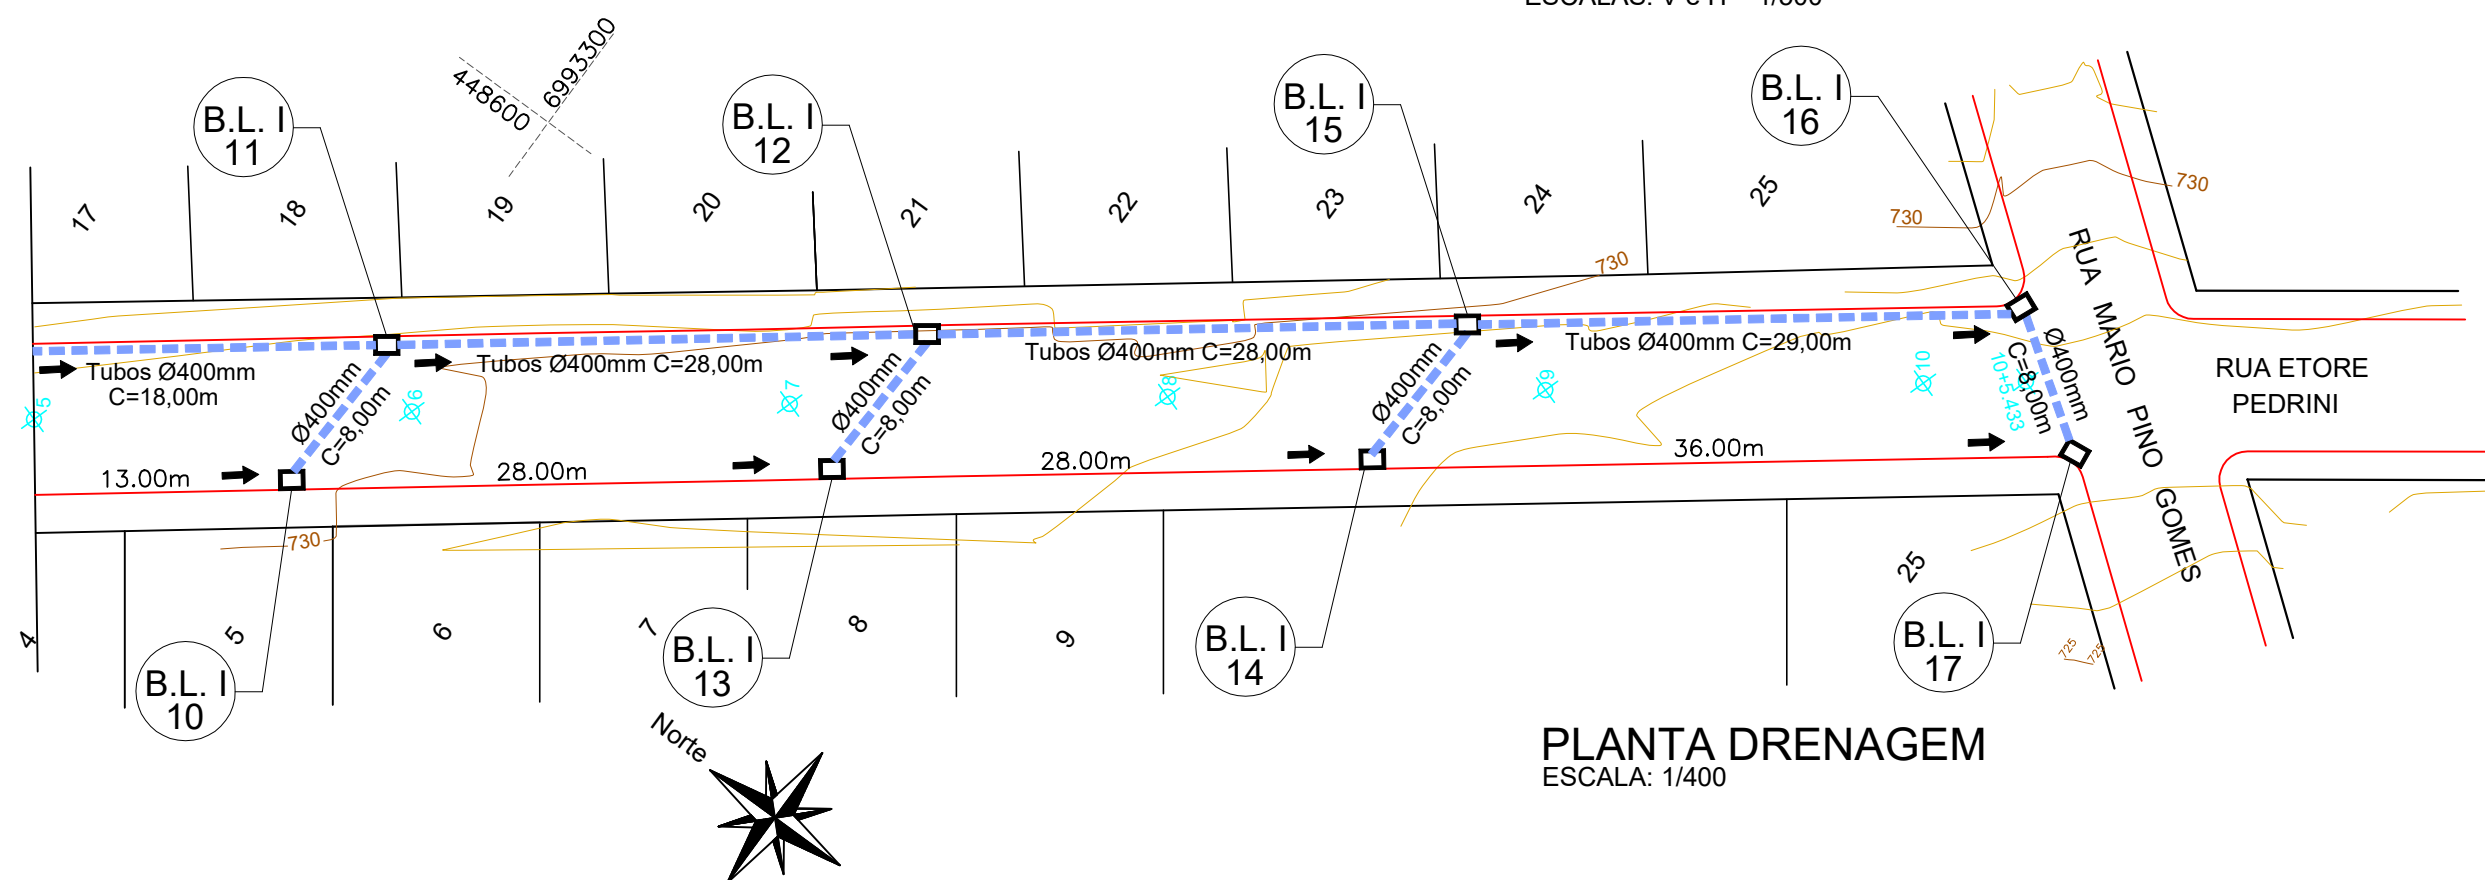 6993300
448600
B.L. I
11
B.L. I
12
B.L. I
15
B.L. I
16
17
18
19
20
21
22
23
24
25
730
730
730
RUA MARIO PINO GOMES
RUA ETORE
PEDRINI
Tubos Ø400mm
C=18,00m
Tubos Ø400mm C=28,00m
Tubos Ø400mm C=28,00m
Tubos Ø400mm C=29,00m
Ø400mm
C=8,00m
Ø400mm
C=8,00m
Ø400mm
C=8,00m
Ø400mm
C=8,00m
5
6
7
8
9
10
10+5.433
13.00m
28.00m
28.00m
36.00m
730
4
5
6
7
8
9
25
725
725
B.L. I
10
B.L. I
13
B.L. I
14
B.L. I
17
Norte
PLANTA DRENAGEM
ESCALA: 1/400